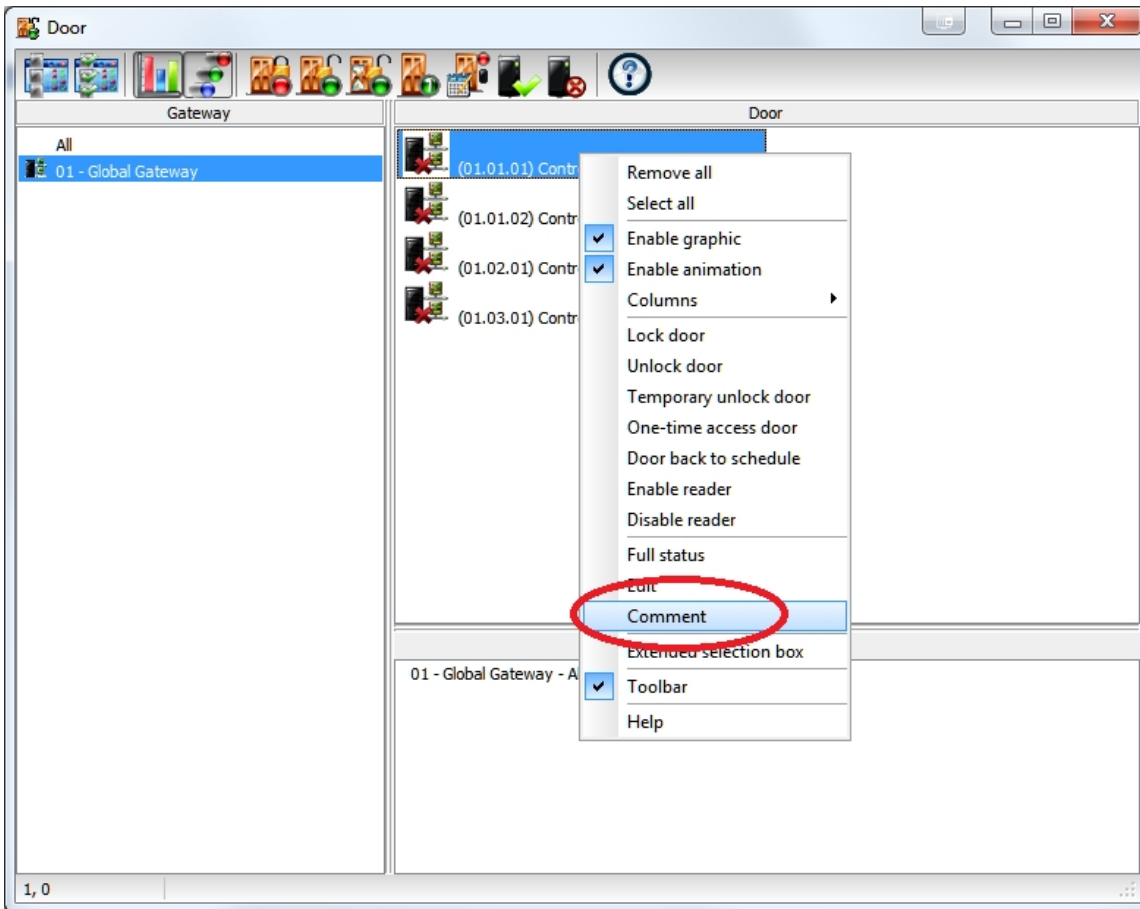 Door
Gateway
Door
All
01 - Global Gateway
(01.01.01) Contr
(01.01.02) Contr
(01.02.01) Contr
(01.03.01) Contr
Remove all
Select all
Enable graphic
Enable animation
Columns
Lock door
Unlock door
Temporary unlock door
One-time access door
Door back to schedule
Enable reader
Disable reader
Full status
Edit
Comment
Extended selection box
Toolbar
Help
01 - Global Gateway - A
1, 0